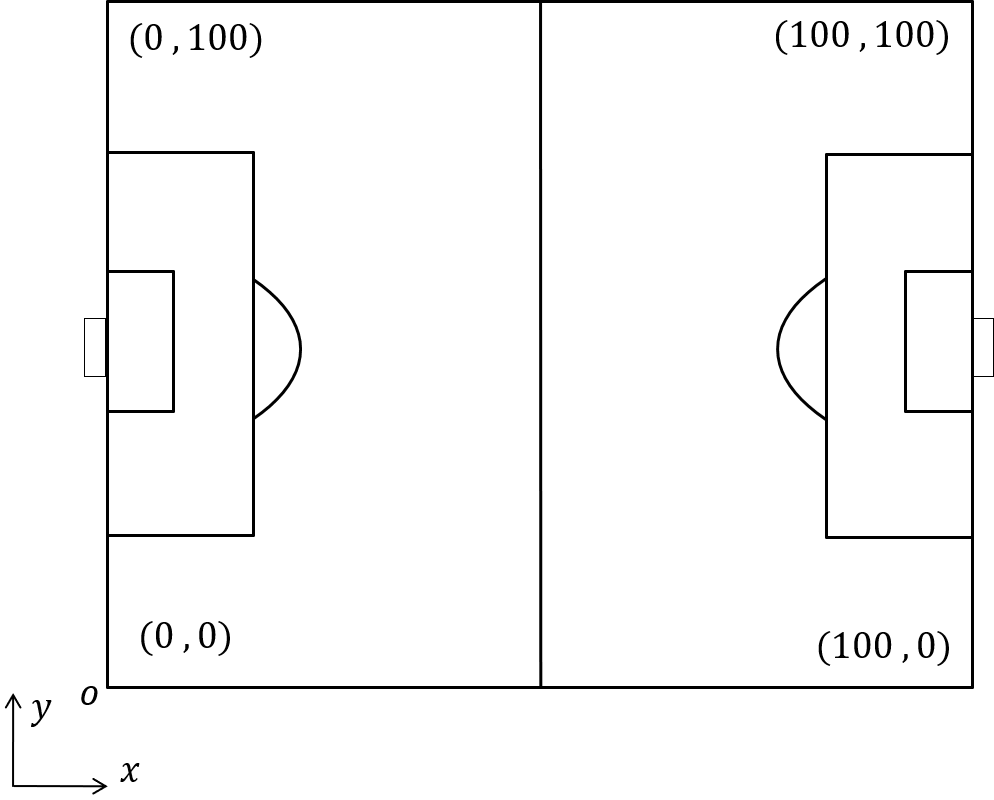 (0 , 100)
(100 , 100)
(0 , 0)
(100 , 0)
o
y
x